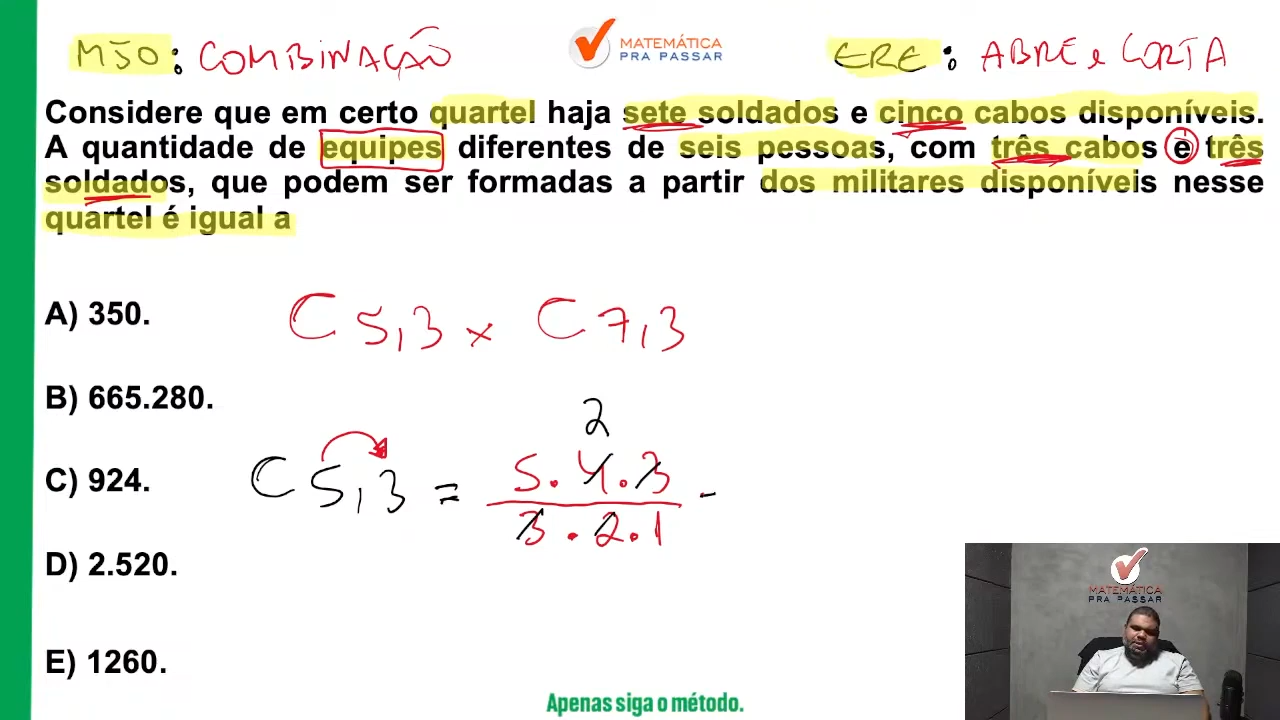 MJO: COMBINAÇÃO
MATEMÁTICA
PRA PASSAR
ERE: ABRE e CORTA
Considere que em certo quartel haja sete soldados e cinco cabos disponíveis.
A quantidade de equipes diferentes de seis pessoas, com três cabos e três
soldados, que podem ser formadas a partir dos militares disponíveis nesse
quartel é igual a
A) 350.
C 5,3 x C 7,3
B) 665.280.
2
C) 924.
C 5,3 = 5.4.3 / 3.2.1 -
D) 2.520.
E) 1260.
MATEMÁTICA
PRA PASSAR
Apenas siga o método.